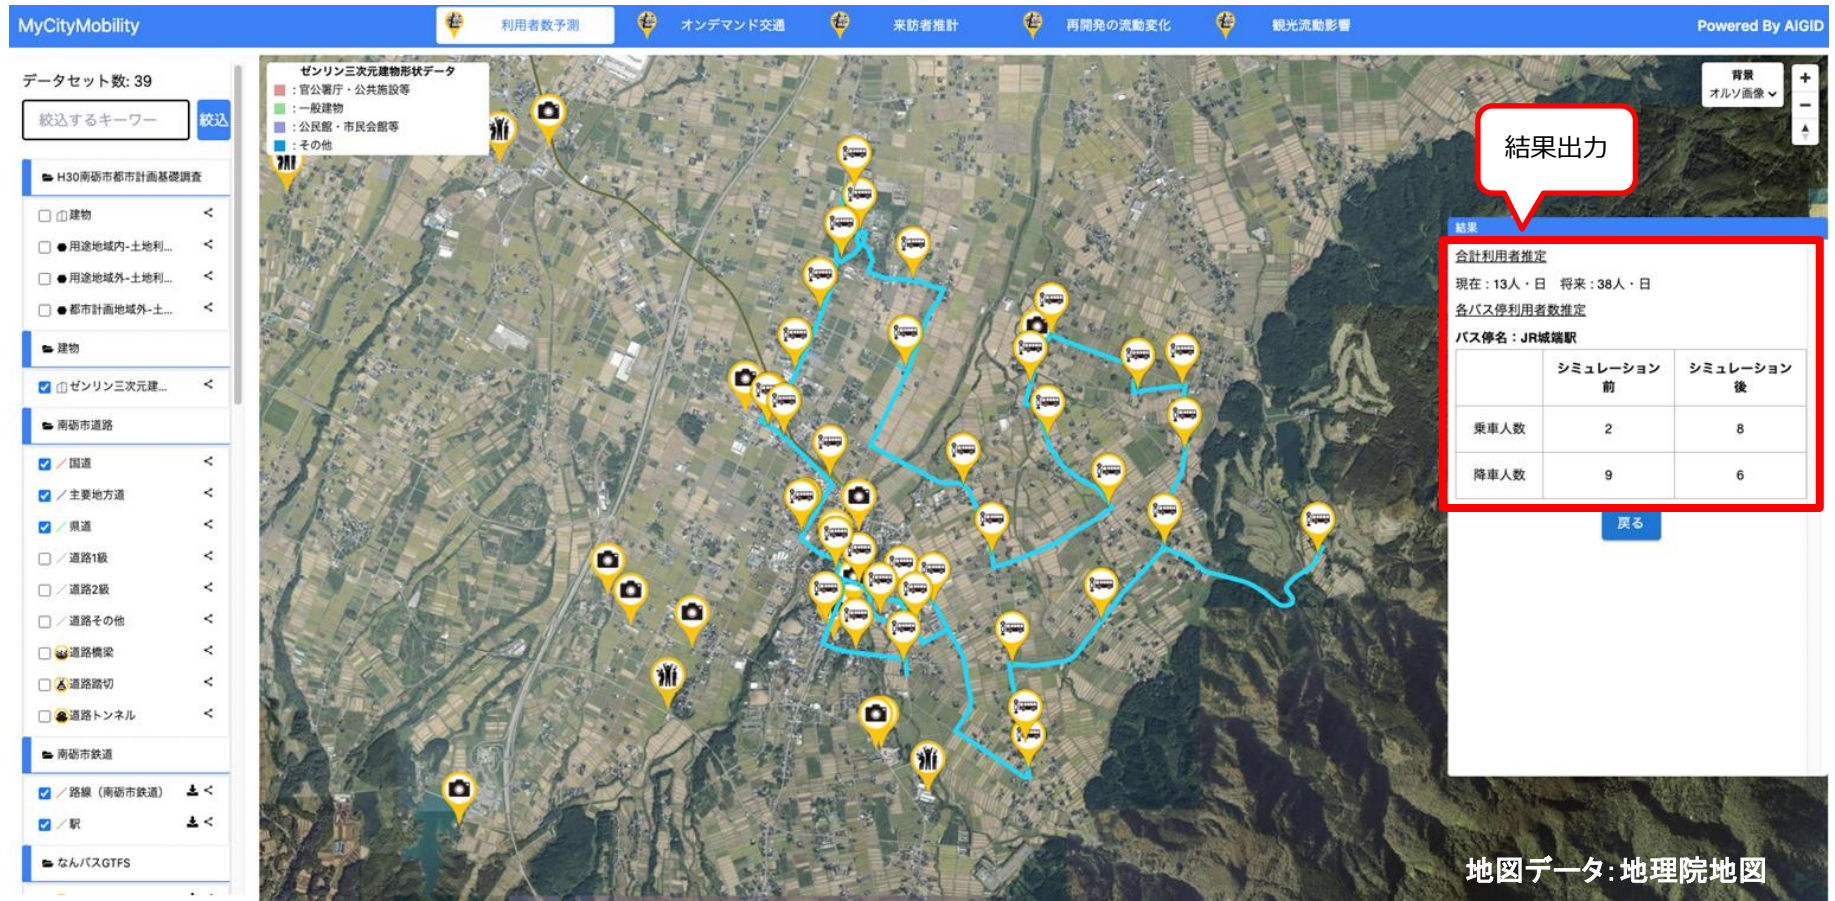 MyCityMobility
利用者数予測
オンデマンド交通
来訪者推計
再開発の流動変化
観光流動影響
Powered By AIGID
データセット数: 39
絞込するキーワー
絞込
H30南砺市都市計画基礎調査
建物
用途地域内-土地利...
用途地域外-土地利...
都市計画地域外-土...
建物
ゼンリン三次元建...
南砺市道路
国道
主要地方道
県道
道路1級
道路2級
道路その他
道路橋梁
道路踏切
道路トンネル
南砺市鉄道
路線（南砺市鉄道）
駅
なんバスGTFS
ゼンリン三次元建物形状データ
：官公署庁・公共施設等
：一般建物
：公民館・市民会館等
：その他
背景
オルソ画像
+
−
結果出力
結果
合計利用者推定
現在：13人・日　将来：38人・日
各バス停利用者数推定
バス停名：JR城端駅
シミュレーション前
シミュレーション後
乗車人数 2 8
降車人数 9 6
戻る
地図データ：地理院地図